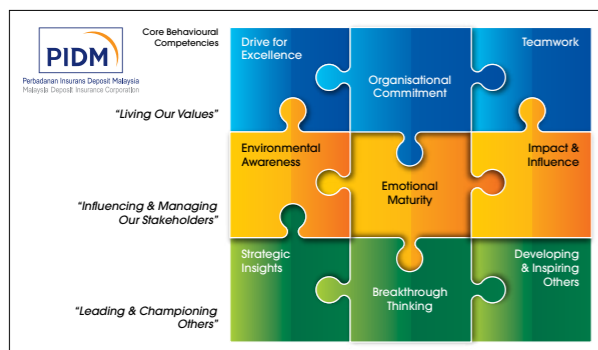 PIDM
Perbadanan Insurans Deposit Malaysia
Malaysia Deposit Insurance Corporation
Core Behavioural
Competencies
Drive for
Excellence
Organisational
Commitment
Teamwork
“Living Our Values”
Environmental
Awareness
Emotional
Maturity
Impact &
Influence
“Influencing & Managing
Our Stakeholders”
Strategic
Insights
Breakthrough
Thinking
Developing
& Inspiring
Others
“Leading & Championing
Others”